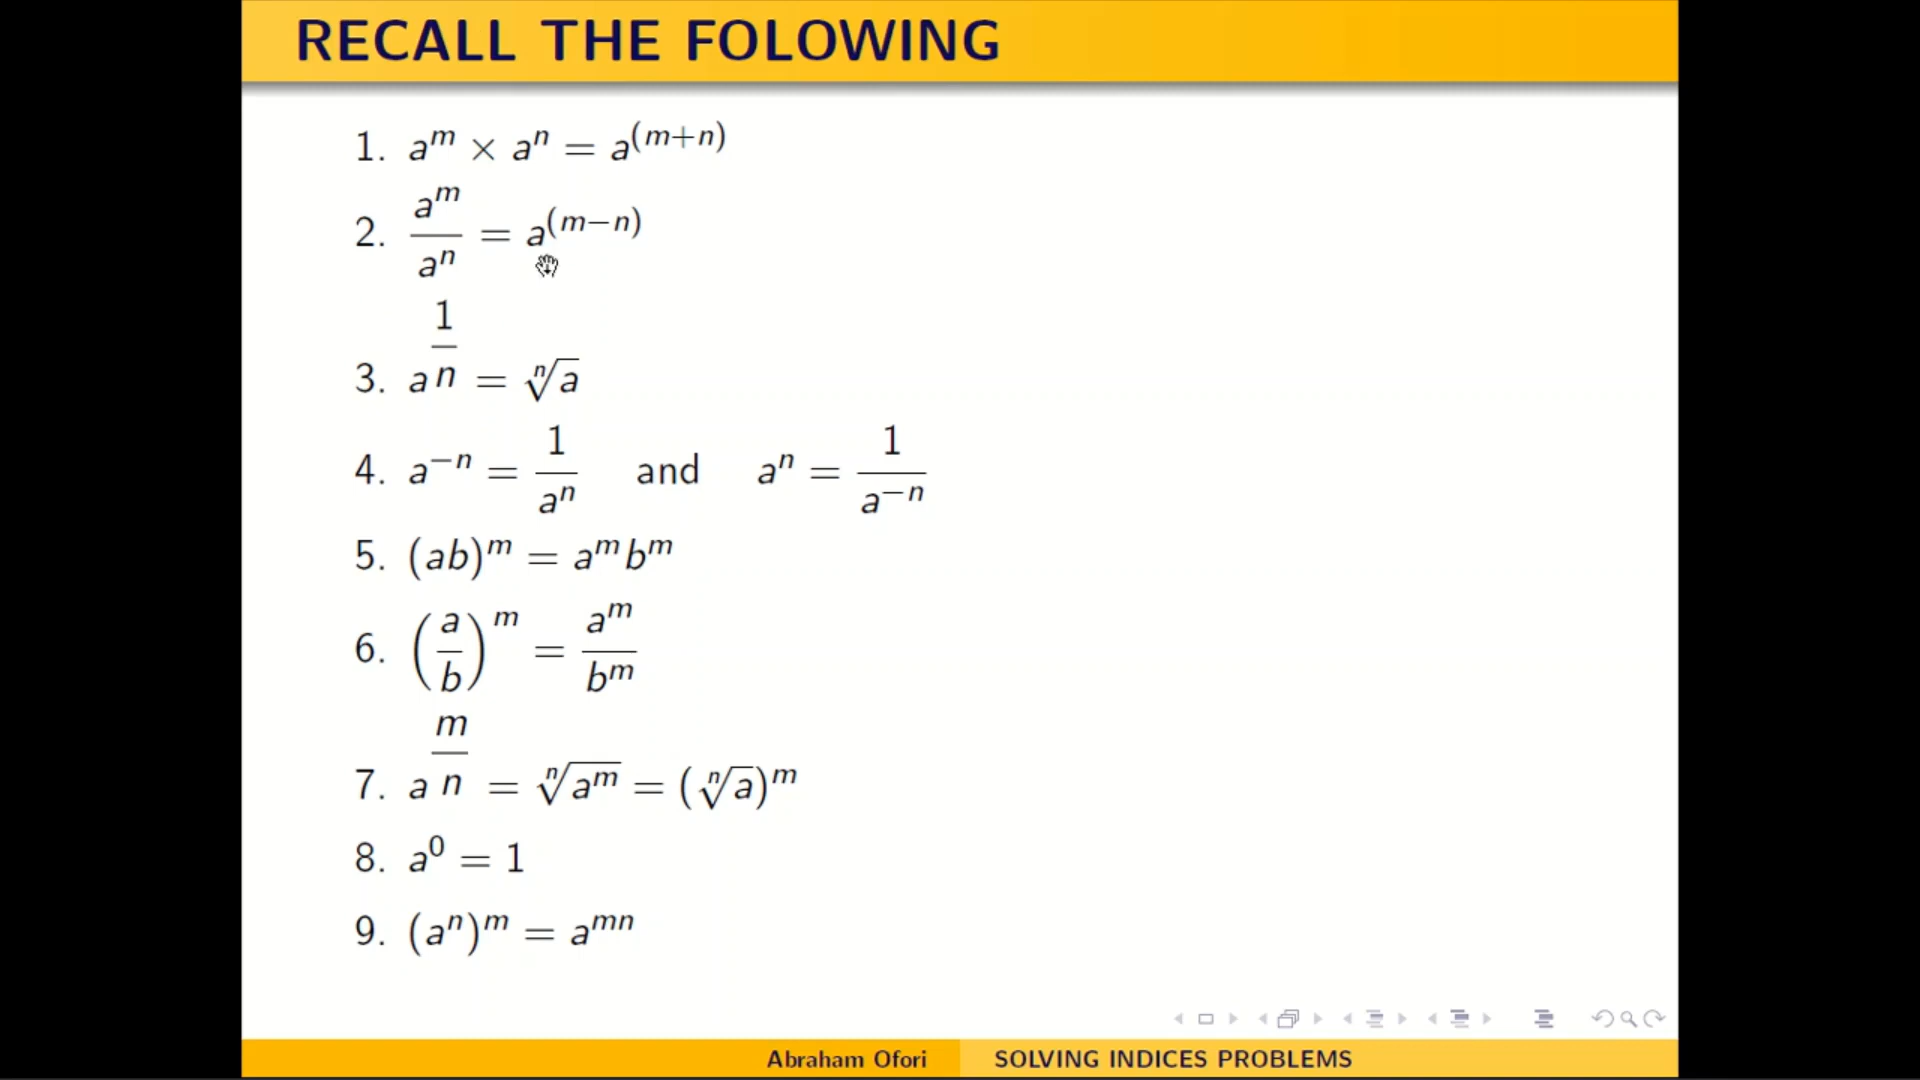 RECALL THE FOLOWING
1. a^m × a^n = a^(m+n)
2. a^m/a^n = a^(m−n)
3. a^(1/n) = ⁿ√a
4. a^−n = 1/a^n and a^n = 1/a^−n
5. (ab)^m = a^m b^m
6. (a/b)^m = a^m/b^m
7. a^(m/n) = ⁿ√(a^m) = (ⁿ√a)^m
8. a^0 = 1
9. (a^n)^m = a^mn
Abraham Ofori SOLVING INDICES PROBLEMS